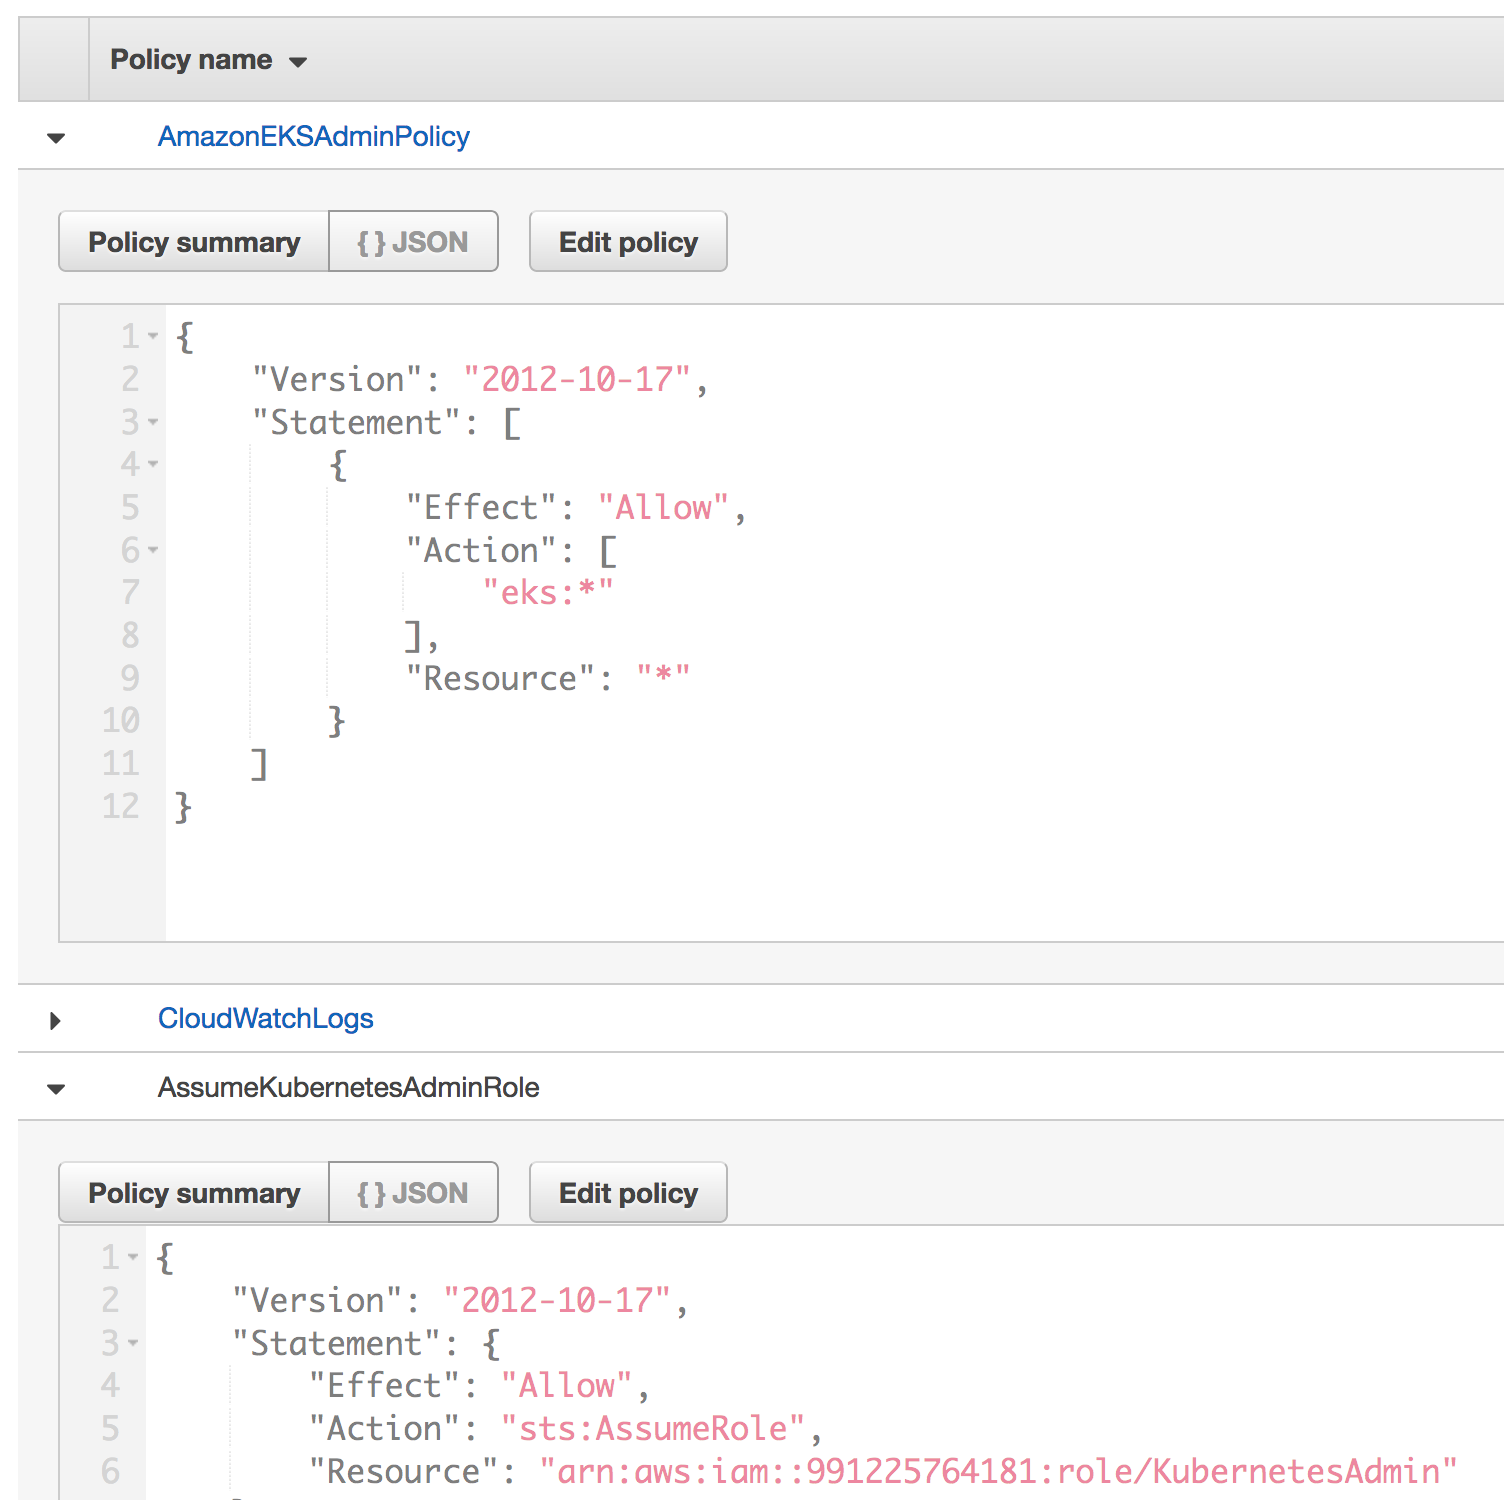 Policy name
AmazonEKSAdminPolicy
Policy summary { } JSON Edit policy
1 {
2 "Version": "2012-10-17",
3 "Statement": [
4 {
5 "Effect": "Allow",
6 "Action": [
7 "eks:*"
8 ],
9 "Resource": "*"
10 }
11 ]
12 }
CloudWatchLogs
AssumeKubernetesAdminRole
Policy summary { } JSON Edit policy
1 {
2 "Version": "2012-10-17",
3 "Statement": {
4 "Effect": "Allow",
5 "Action": "sts:AssumeRole",
6 "Resource": "arn:aws:iam::991225764181:role/KubernetesAdmin"